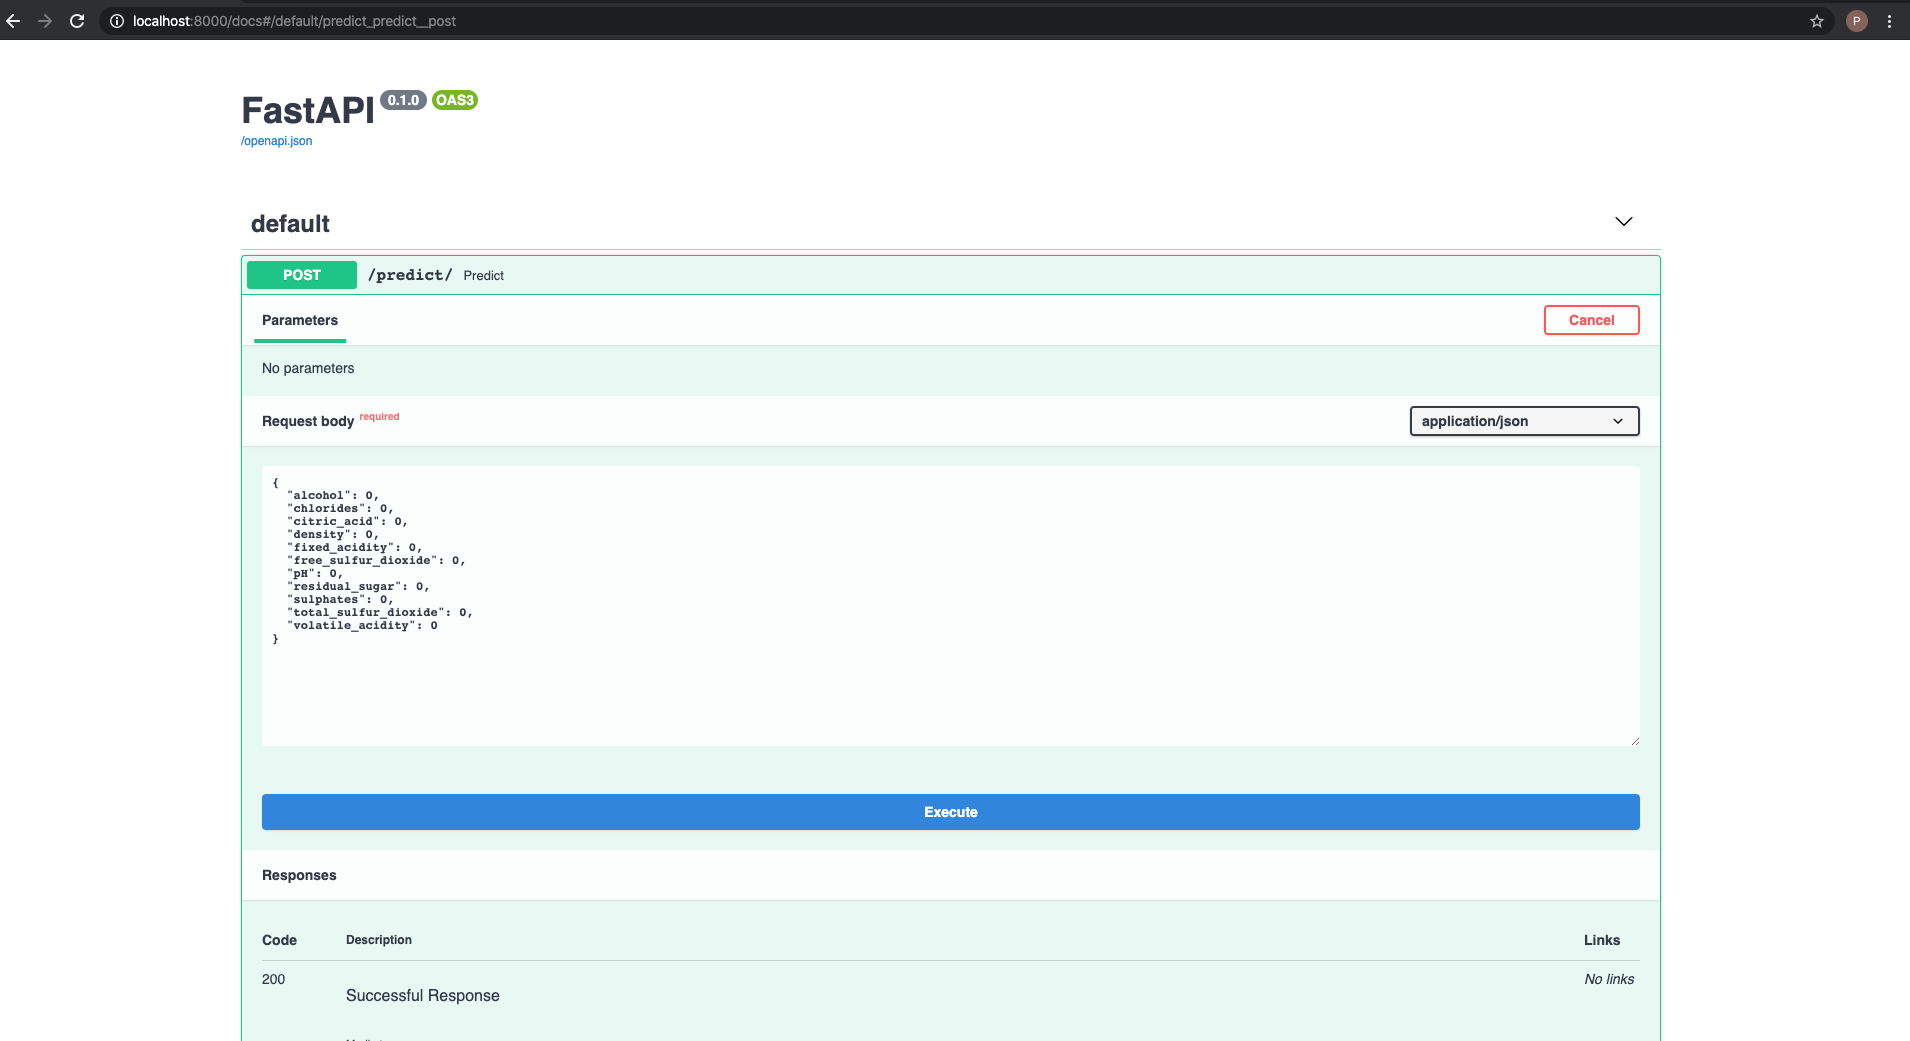 localhost:8000/docs#/default/predict_predict__post
P
FastAPI 0.1.0 OAS3
/openapi.json
default
POST /predict/ Predict
Parameters Cancel
No parameters
Request body required application/json
{
"alcohol": 0,
"chlorides": 0,
"citric_acid": 0,
"density": 0,
"fixed_acidity": 0,
"free_sulfur_dioxide": 0,
"pH": 0,
"residual_sugar": 0,
"sulphates": 0,
"total_sulfur_dioxide": 0,
"volatile_acidity": 0
}
Execute
Responses
Code Description Links
200 No links
Successful Response